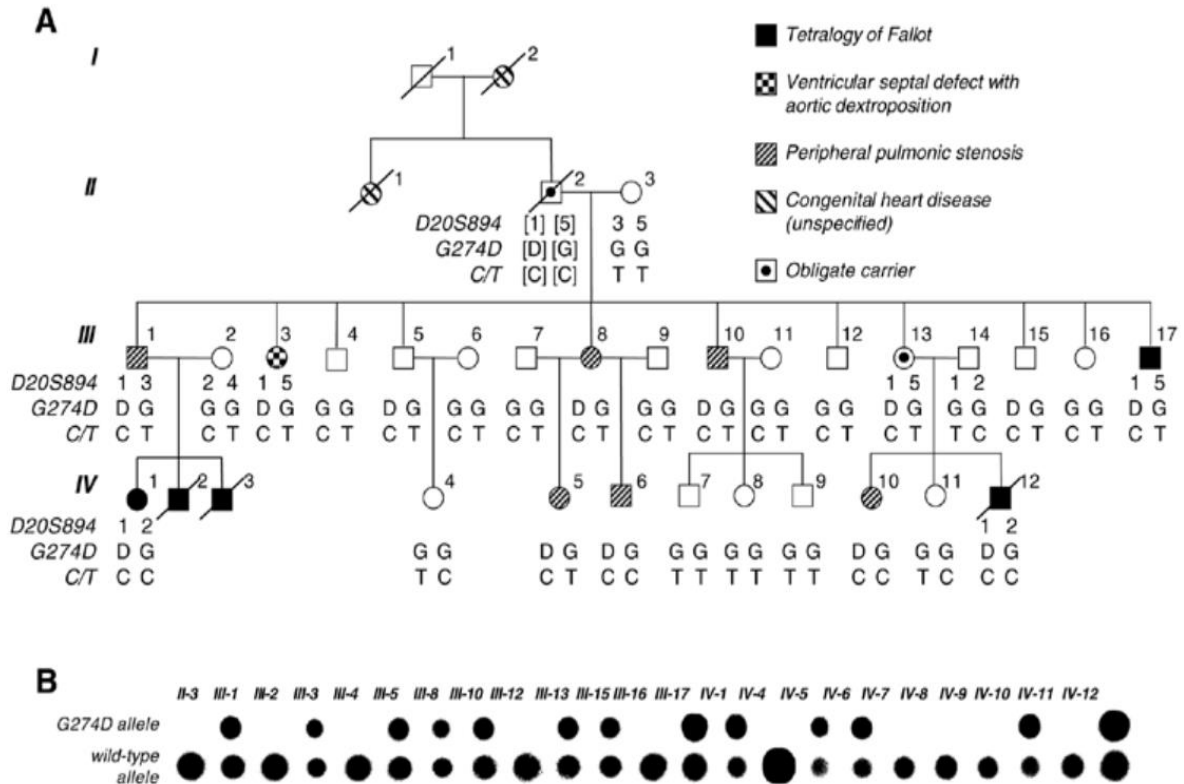 A
I
1
2
Tetralogy of Fallot
Ventricular septal defect with
aortic dextroposition
Peripheral pulmonic stenosis
Congenital heart disease
(unspecified)
Obligate carrier
II
1
2
3
D20S894 [1] [5] 3 5
G274D [D] [G] G G
C/T [C] [C] T T
III
1 2 3 4 5 6 7 8 9 10 11 12 13 14 15 16 17
D20S894 1 3 2 4 1 5 1 5 1 2 1 5
G274D D G G G D G G G D G G G G G D G G G D G G G G G D G G G D G G G D G
C/T C T C T C T C T C T C T C T C T C T C T C T C T C T T C C T C T C T
IV
1 2 3 4 5 6 7 8 9 10 11 12
D20S894 1 2 1 2
G274D D G G G D G D G G G G G G G D G G G D G
C/T C C T C C T C C T T T T T T C C T C C C
B
II-3 III-1 III-2 III-3 III-4 III-5 III-8 III-10 III-12 III-13 III-15 III-16 III-17 IV-1 IV-4 IV-5 IV-6 IV-7 IV-8 IV-9 IV-10 IV-11 IV-12
G274D allele
wild-type
allele